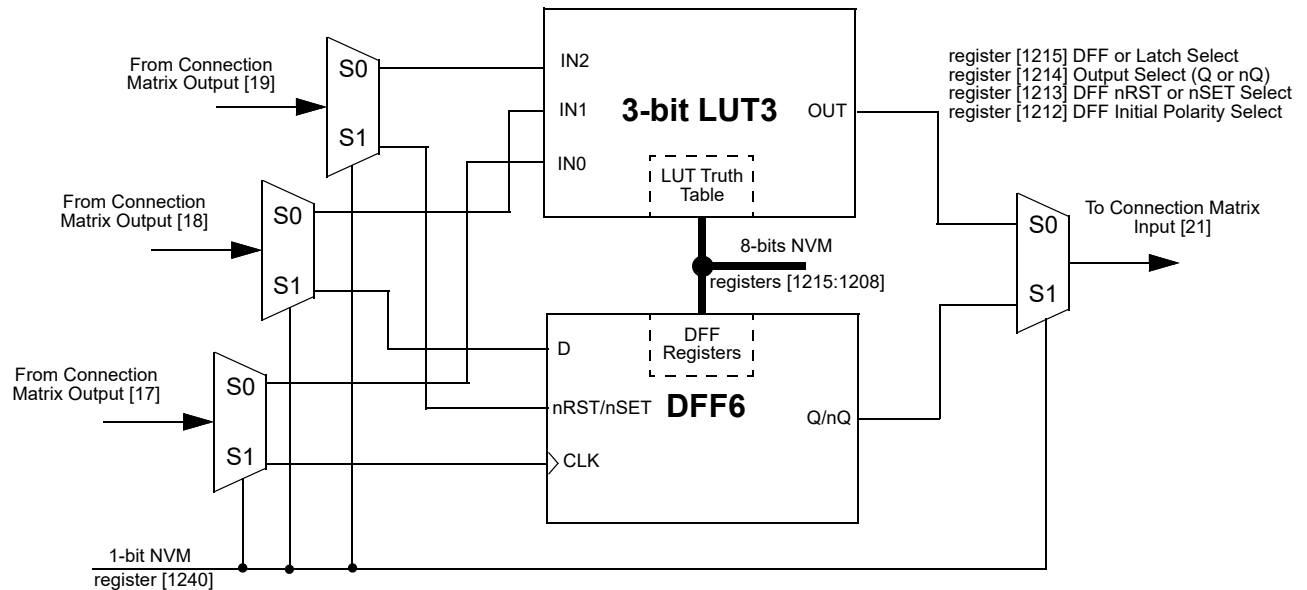 From Connection
Matrix Output [19]
S0
S1
IN2
IN1
IN0
3-bit LUT3
OUT
LUT Truth
Table
register [1215] DFF or Latch Select
register [1214] Output Select (Q or nQ)
register [1213] DFF nRST or nSET Select
register [1212] DFF Initial Polarity Select
From Connection
Matrix Output [18]
S0
S1
8-bits NVM
registers [1215:1208]
S0
S1
To Connection Matrix
Input [21]
From Connection
Matrix Output [17]
S0
S1
D
nRST/nSET
CLK
DFF
Registers
DFF6
Q/nQ
1-bit NVM
register [1240]